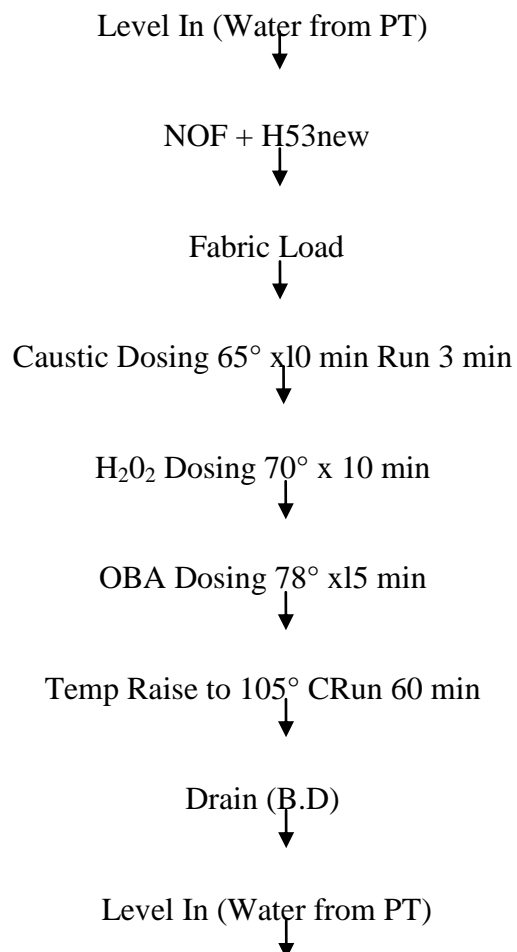 Level In (Water from PT)
NOF + H53new
Fabric Load
Caustic Dosing 65° xl0 min Run 3 min
H₂0₂ Dosing 70° x 10 min
OBA Dosing 78° xl5 min
Temp Raise to 105° CRun 60 min
Drain (B.D)
Level In (Water from PT)